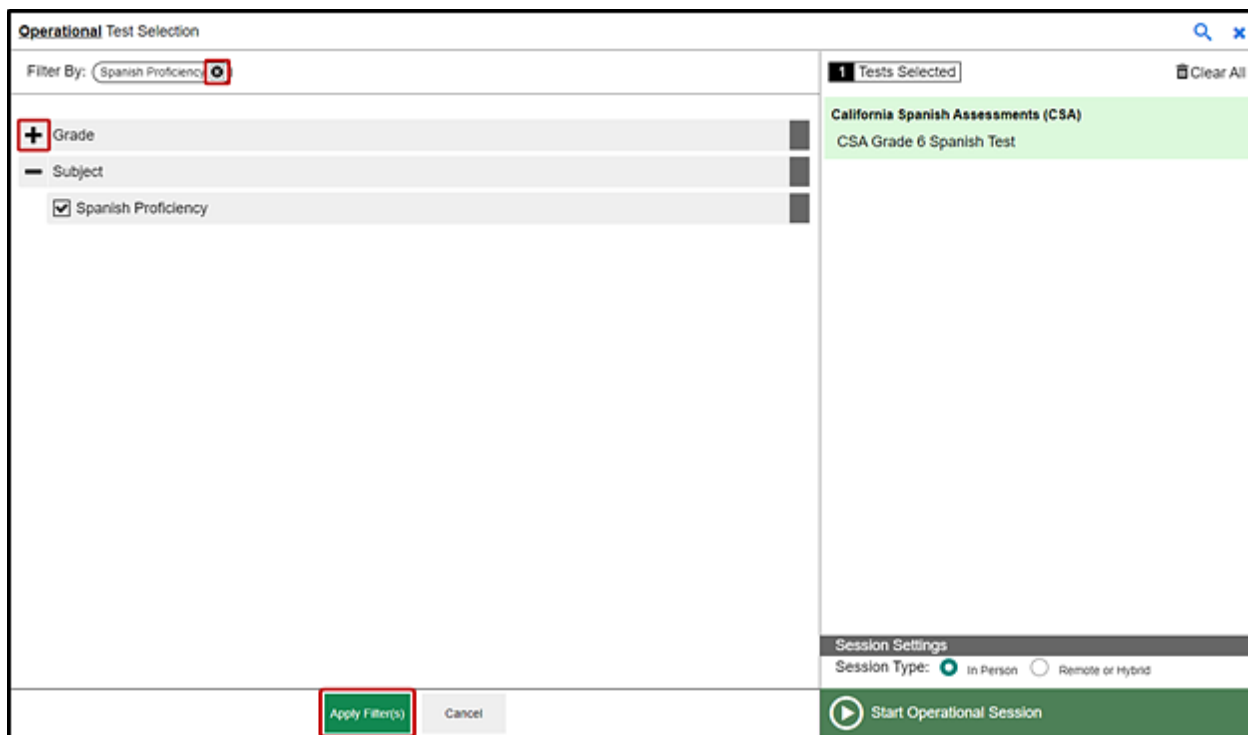 Operational Test Selection
Filter By: Spanish Proficiency
Grade
Subject
Spanish Proficiency
Apply Filter(s)
Cancel
1 Tests Selected
Clear All
California Spanish Assessments (CSA)
CSA Grade 6 Spanish Test
Session Settings
Session Type: In Person Remote or Hybrid
Start Operational Session